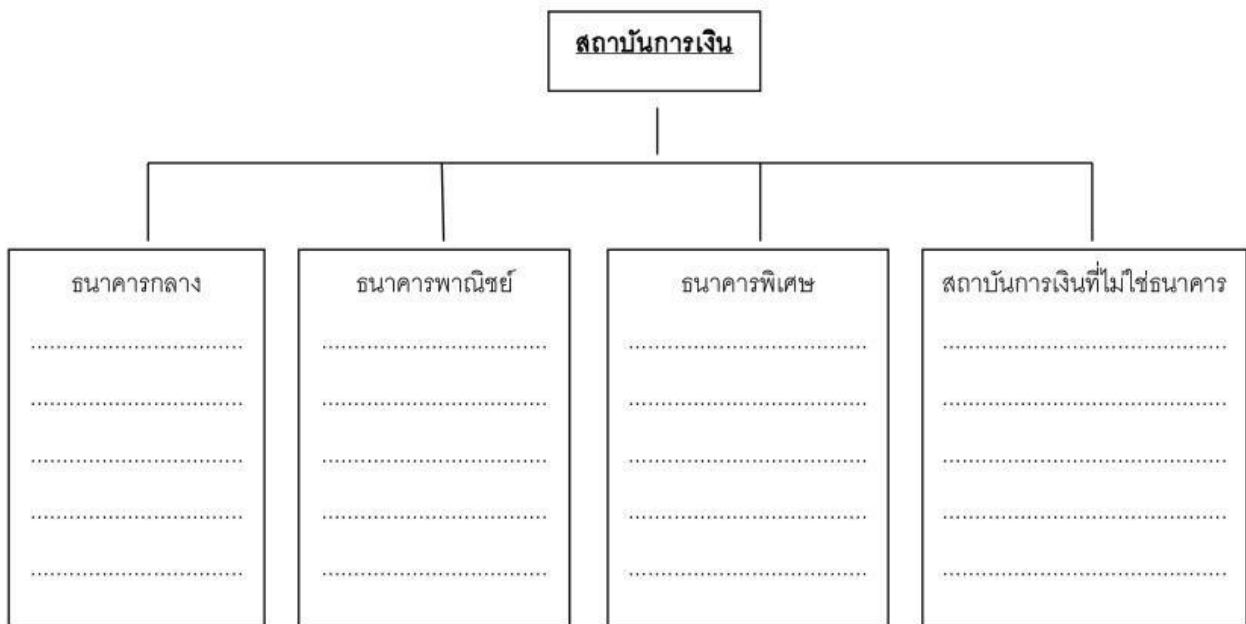 สถาบันการเงิน
ธนาคารกลาง
ธนาคารพาณิชย์
ธนาคารพิเศษ
สถาบันการเงินที่ไม่ใช่ธนาคาร